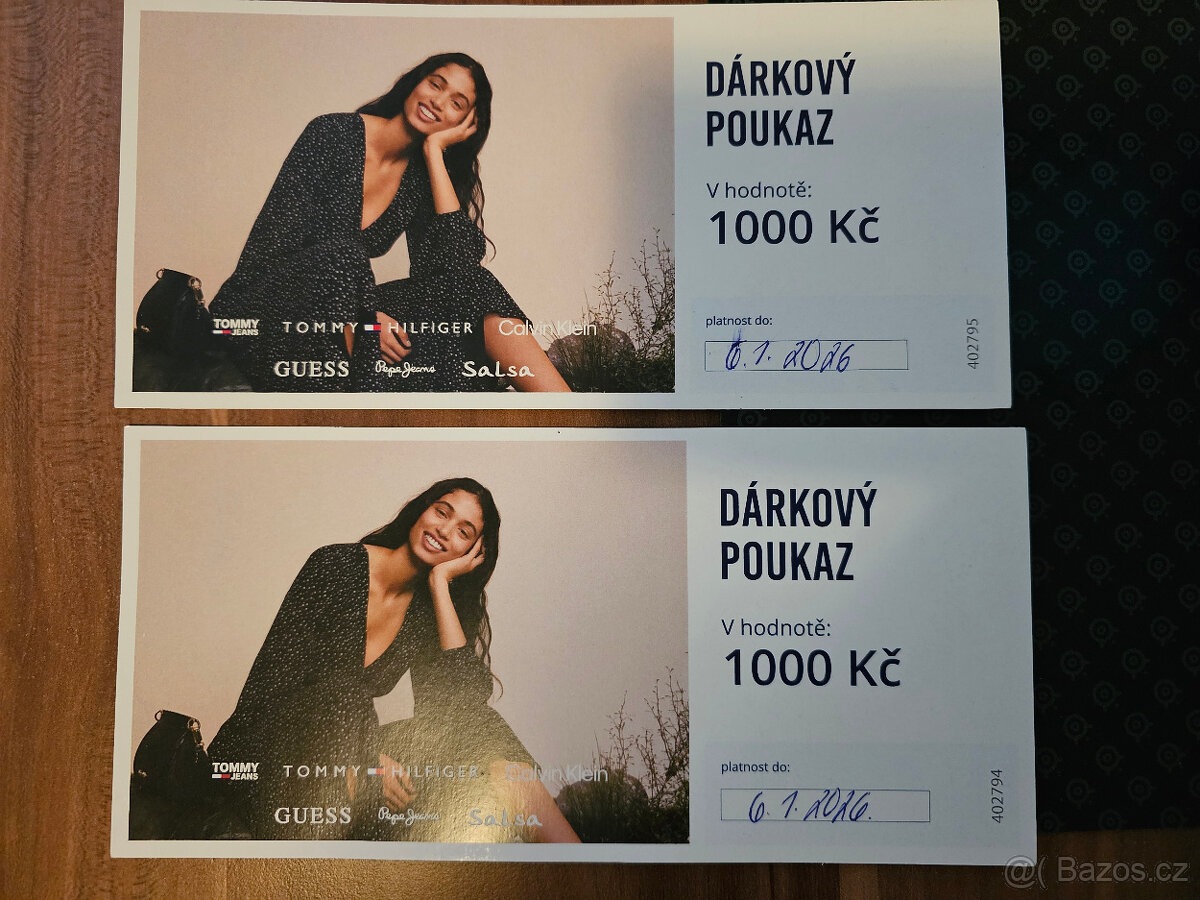 DÁRKOVÝ
POUKAZ
V hodnotě:
1000 Kč
platnost do:
6.1.2026
402795
TOMMY JEANS TOMMY HILFIGER Calvin Klein
GUESS Pepe Jeans Salsa
DÁRKOVÝ
POUKAZ
V hodnotě:
1000 Kč
platnost do:
6.1.2026.
402794
TOMMY JEANS TOMMY HILFIGER Calvin Klein
GUESS Pepe Jeans Salsa
@( Bazos.cz